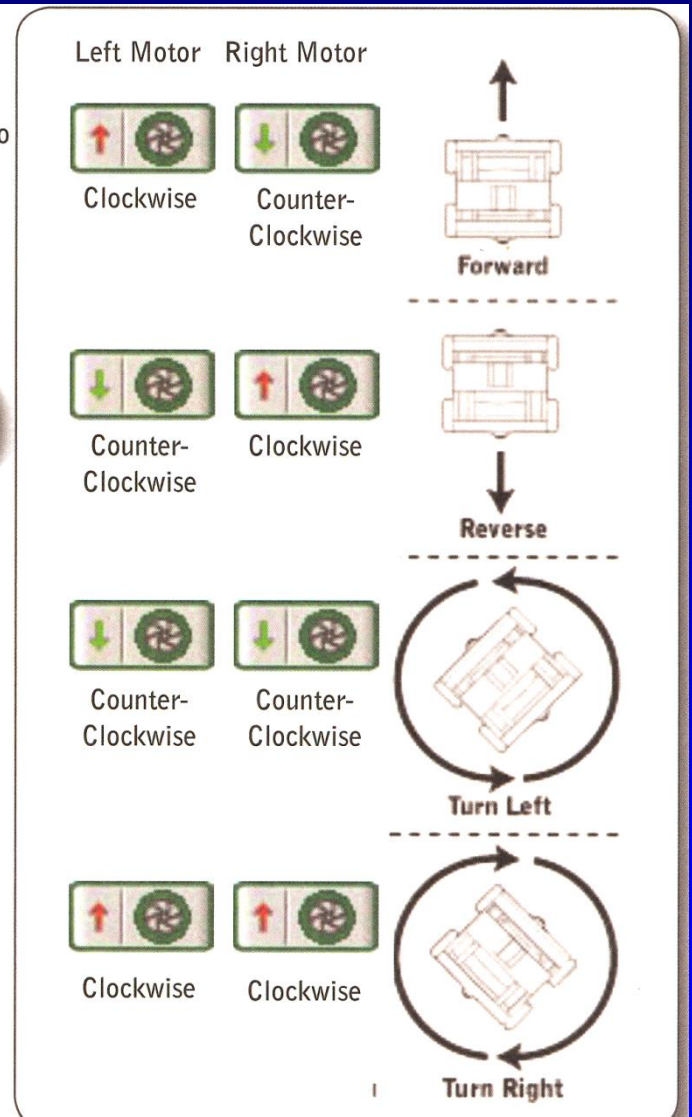 Left Motor Right Motor
o
Clockwise Counter-
Clockwise
Forward
Counter- Clockwise
Clockwise
Reverse
Counter- Counter-
Clockwise Clockwise
Turn Left
Clockwise Clockwise
Turn Right